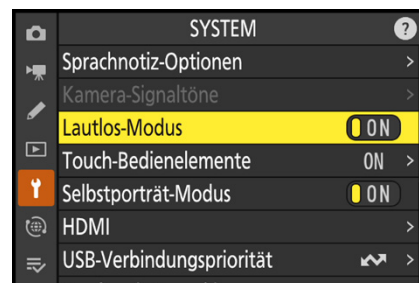 SYSTEM ?
Sprachnotiz-Optionen
Kamera-Signaltöne
Lautlos-Modus ON
Touch-Bedienelemente ON
Selbstporträt-Modus ON
HDMI
USB-Verbindungspriorität